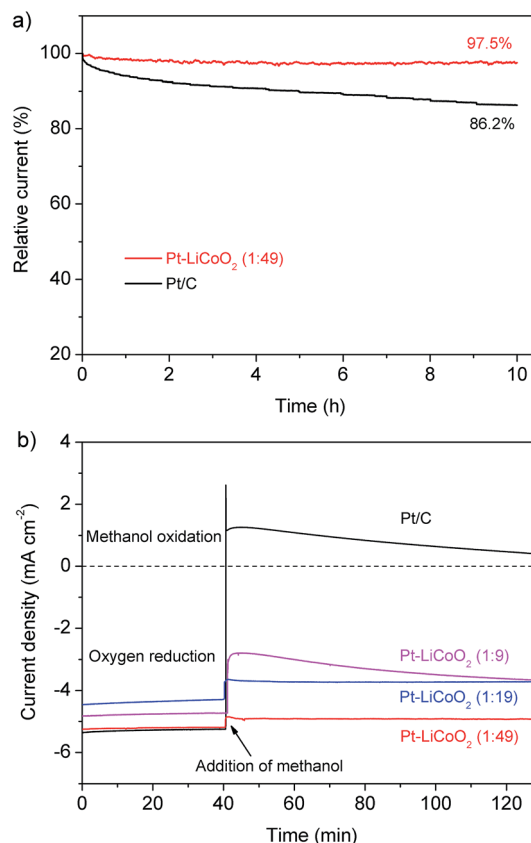 a)
100
80
60
40
20
97.5%
86.2%
Pt-LiCoO₂ (1:49)
Pt/C
Relative current (%)
0
2
4
6
8
10
Time (h)
b)
4
2
0
-2
-4
-6
Current density (mA cm⁻²)
Pt/C
Methanol oxidation
Oxygen reduction
Pt-LiCoO₂ (1:9)
Pt-LiCoO₂ (1:19)
Pt-LiCoO₂ (1:49)
Addition of methanol
0
20
40
60
80
100
120
Time (min)